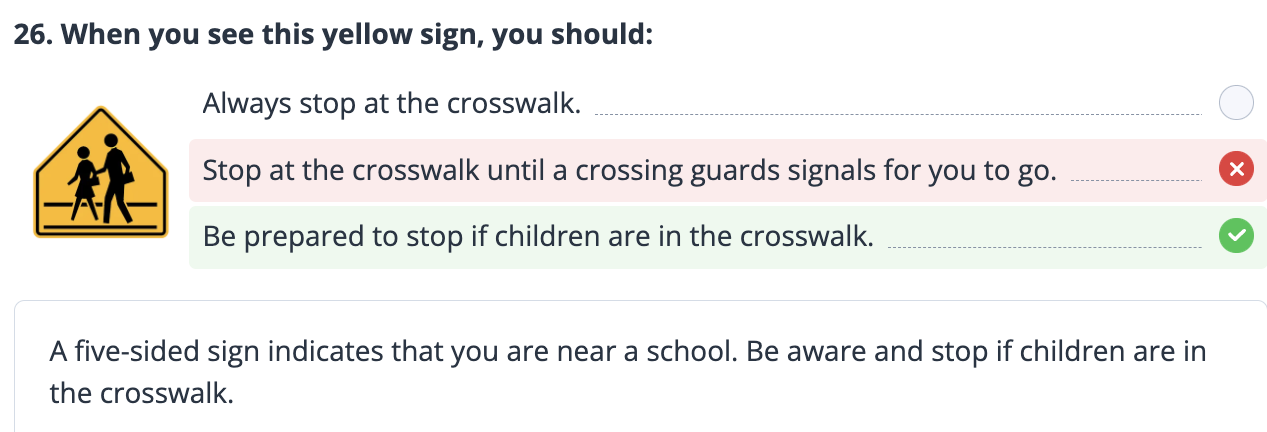 26. When you see this yellow sign, you should:
Always stop at the crosswalk.
Stop at the crosswalk until a crossing guards signals for you to go.
Be prepared to stop if children are in the crosswalk.
A five-sided sign indicates that you are near a school. Be aware and stop if children are in
the crosswalk.